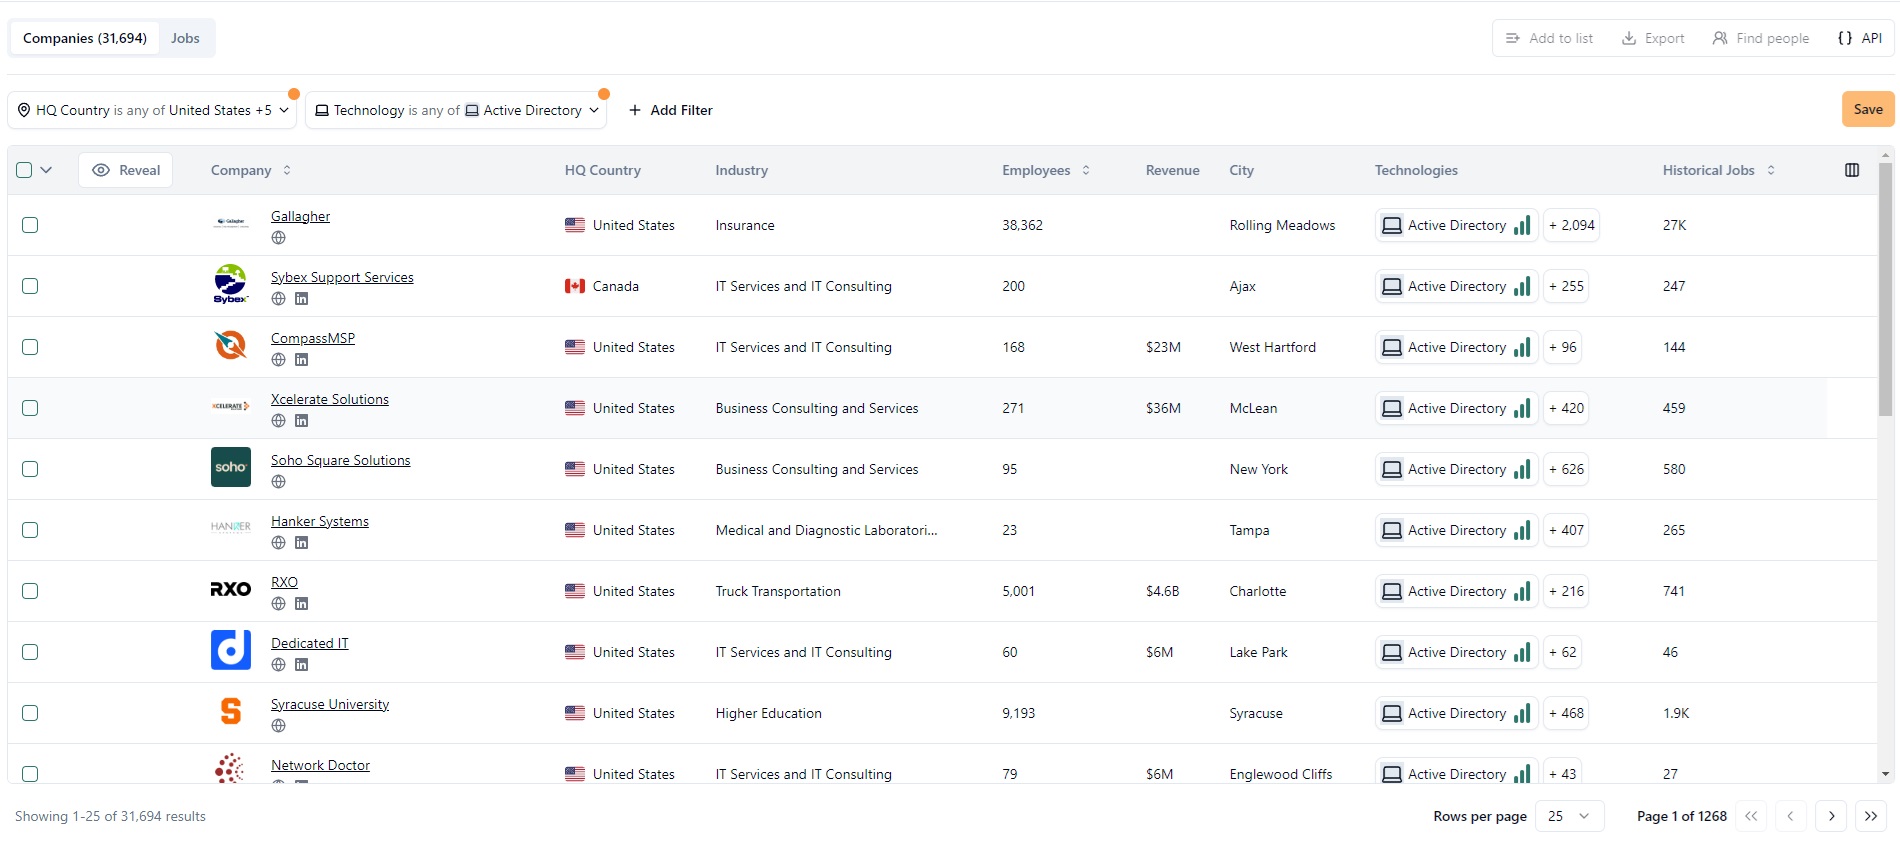 Companies (31,694) Jobs Add to list Export Find people {} API
HQ Country is any of United States +5 Technology is any of Active Directory + Add Filter Save
Reveal Company HQ Country Industry Employees Revenue City Technologies Historical Jobs
Gallagher
Gallagher United States Insurance 38,362 Rolling Meadows Active Directory + 2,094 27K
Sybex Support Services
Sybex Canada IT Services and IT Consulting 200 Ajax Active Directory + 255 247
CompassMSP
United States IT Services and IT Consulting 168 $23M West Hartford Active Directory + 96 144
Xcelerate Solutions
XCELERATE United States Business Consulting and Services 271 $36M McLean Active Directory + 420 459
Soho Square Solutions
soho United States Business Consulting and Services 95 New York Active Directory + 626 580
Hanker Systems
HANKER United States Medical and Diagnostic Laboratori... 23 Tampa Active Directory + 407 265
RXO
RXO United States Truck Transportation 5,001 $4.6B Charlotte Active Directory + 216 741
Dedicated IT
d United States IT Services and IT Consulting 60 $6M Lake Park Active Directory + 62 46
Syracuse University
S United States Higher Education 9,193 Syracuse Active Directory + 468 1.9K
Network Doctor
United States IT Services and IT Consulting 79 $6M Englewood Cliffs Active Directory + 43 27
Showing 1-25 of 31,694 results Rows per page 25 Page 1 of 1268